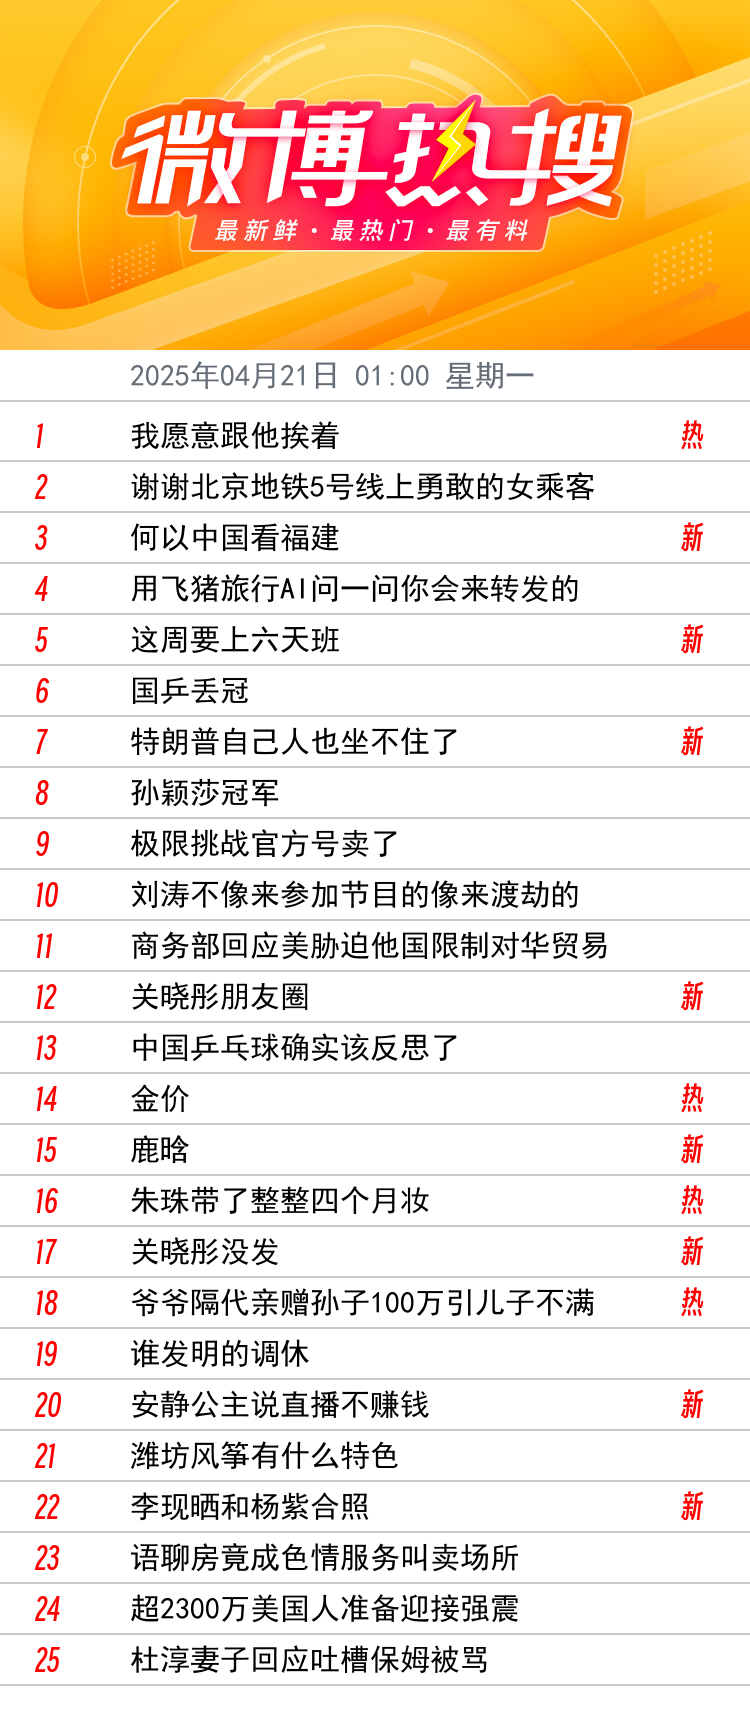 微博热搜
最新鲜·最热门·最有料
2025年04月21日 01:00 星期一
1 我愿意跟他挨着 热
2 谢谢北京地铁5号线上勇敢的女乘客
3 何以中国看福建 新
4 用飞猪旅行AI问一问你会来转发的
5 这周要上六天班 新
6 国乒丢冠
7 特朗普自己人也坐不住了 新
8 孙颖莎冠军
9 极限挑战官方号卖了
10 刘涛不像来参加节目的像来渡劫的
11 商务部回应美胁迫他国限制对华贸易
12 关晓彤朋友圈 新
13 中国乒乓球确实该反思了
14 金价 热
15 鹿晗 新
16 朱珠带了整整四个月妆 热
17 关晓彤没发 新
18 爷爷隔代亲赠孙子100万引儿子不满 热
19 谁发明的调休
20 安静公主说直播不赚钱 新
21 潍坊风筝有什么特色
22 李现晒和杨紫合照 新
23 语聊房竟成色情服务叫卖场所
24 超2300万美国人准备迎接强震
25 杜淳妻子回应吐槽保姆被骂